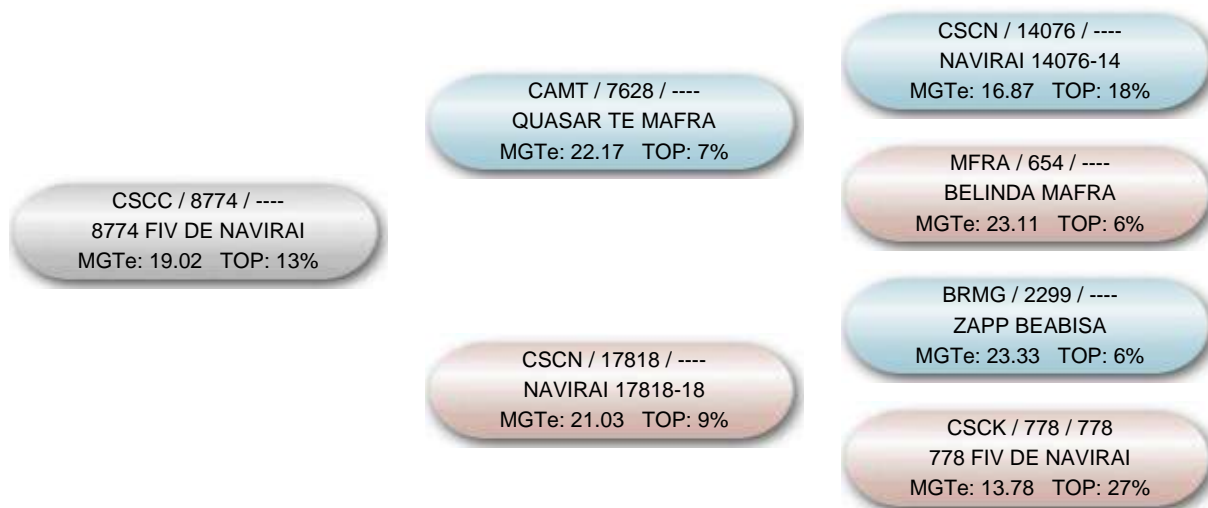 CSCC / 8774 / ----
8774 FIV DE NAVIRAI
MGTe: 19.02 TOP: 13%
CAMT / 7628 / ----
QUASAR TE MAFRA
MGTe: 22.17 TOP: 7%
CSCN / 17818 / ----
NAVIRAI 17818-18
MGTe: 21.03 TOP: 9%
CSCN / 14076 / ----
NAVIRAI 14076-14
MGTe: 16.87 TOP: 18%
MFRA / 654 / ----
BELINDA MAFRA
MGTe: 23.11 TOP: 6%
BRMG / 2299 / ----
ZAPP BEABISA
MGTe: 23.33 TOP: 6%
CSCK / 778 / 778
778 FIV DE NAVIRAI
MGTe: 13.78 TOP: 27%